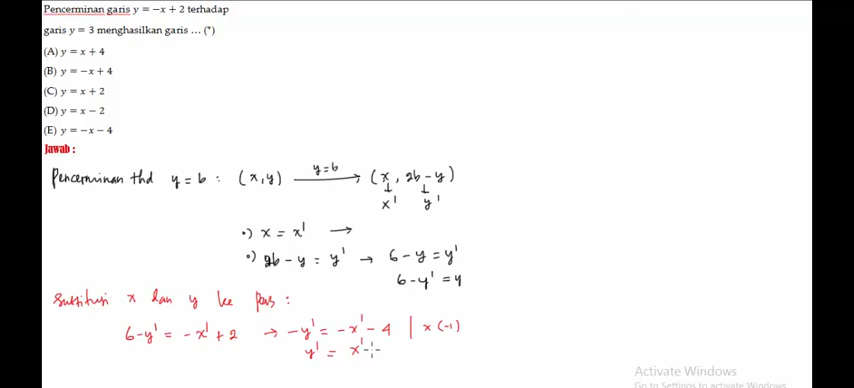 Pencerminan garis y = −x + 2 terhadap
garis y = 3 menghasilkan garis ... (*)
(A) y = x + 4
(B) y = −x + 4
(C) y = x + 2
(D) y = x − 2
(E) y = −x − 4
Jawab :
Pencerminan thd y = b : (x, y) y=b → (x, 2b − y)
↓ ↓
x' y'
•) x = x' →
•) 2b − y = y' → 6 − y = y'
6 − y' = y
Substitusi x dan y ke pers :
6 − y' = − x' + 2 → − y' = − x' − 4 | × (−1)
y' = x' +
Activate Windows
Go to Settings to activate Windows